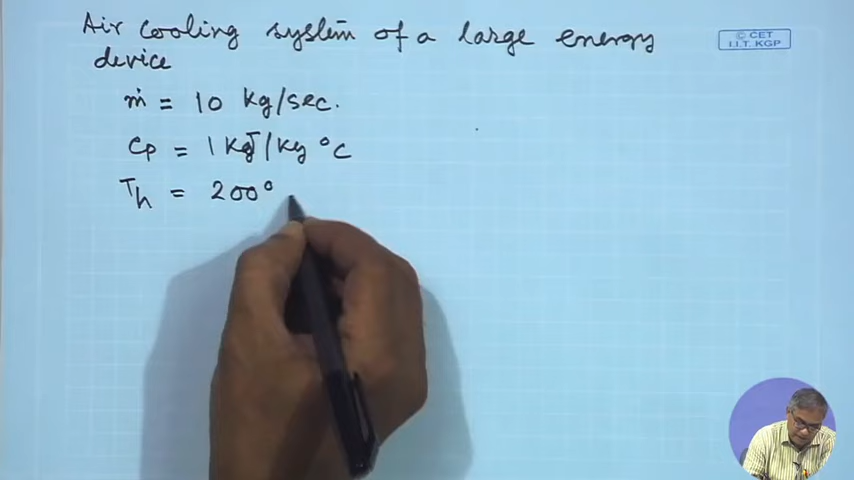 Air cooling system of a large energy
device
© CET
I.I.T. KGP
ṁ = 10 kg/sec.
Cp = 1 KJ/Kg °C
Th = 200°